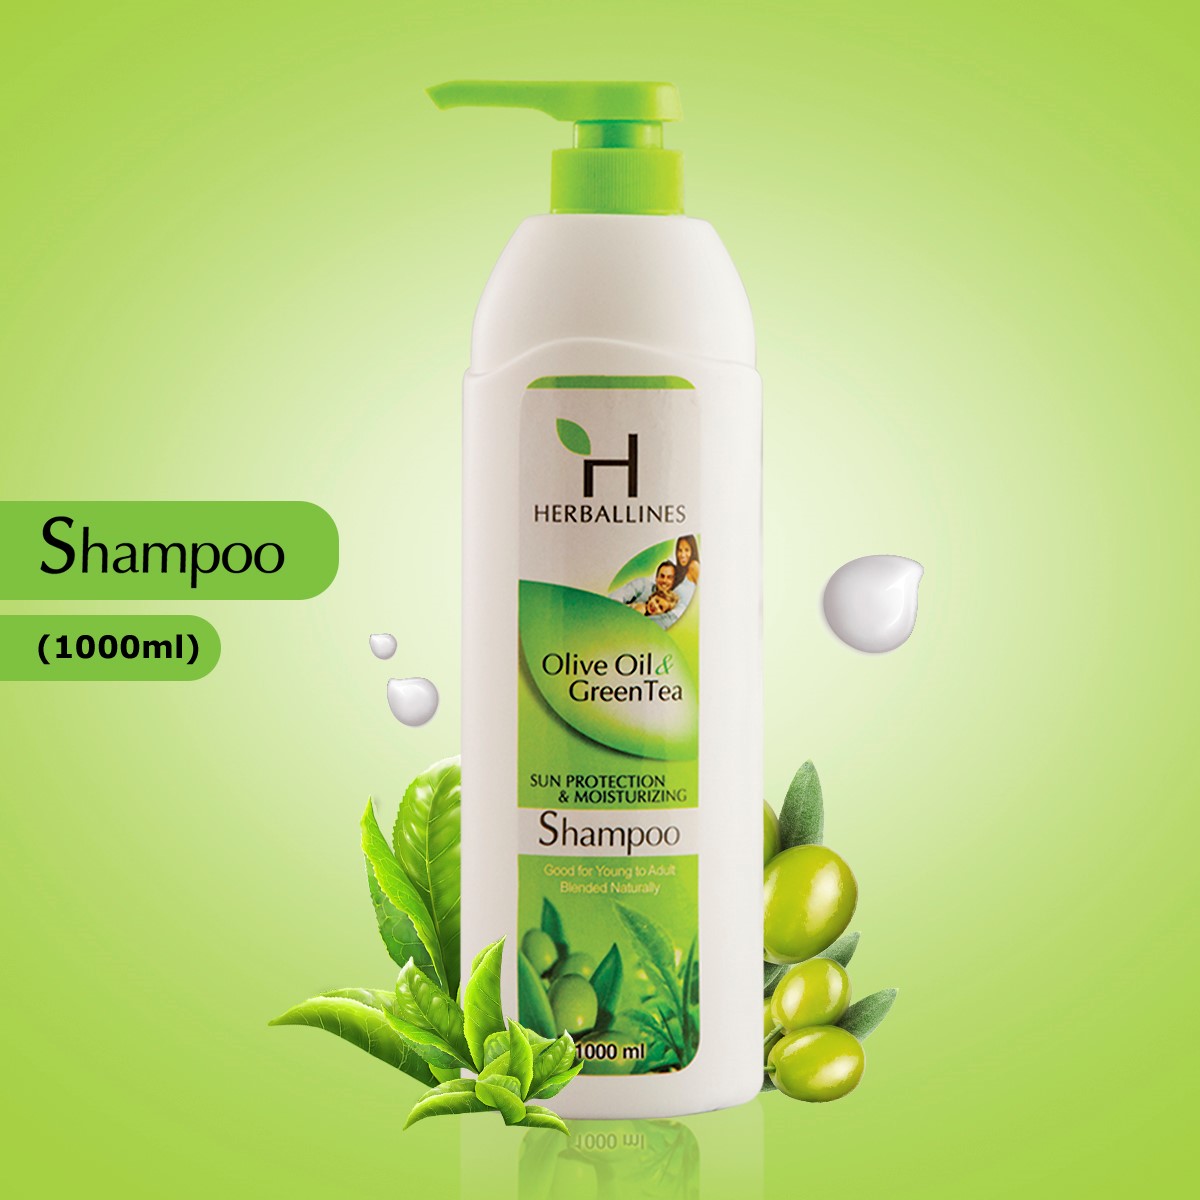 Shampoo
(1000ml)
H
HERBALLINES
Olive Oil &
GreenTea
SUN PROTECTION
& MOISTURIZING
Shampoo
Good for Young to Adult
Blended Naturally
1000 ml
1000 ml